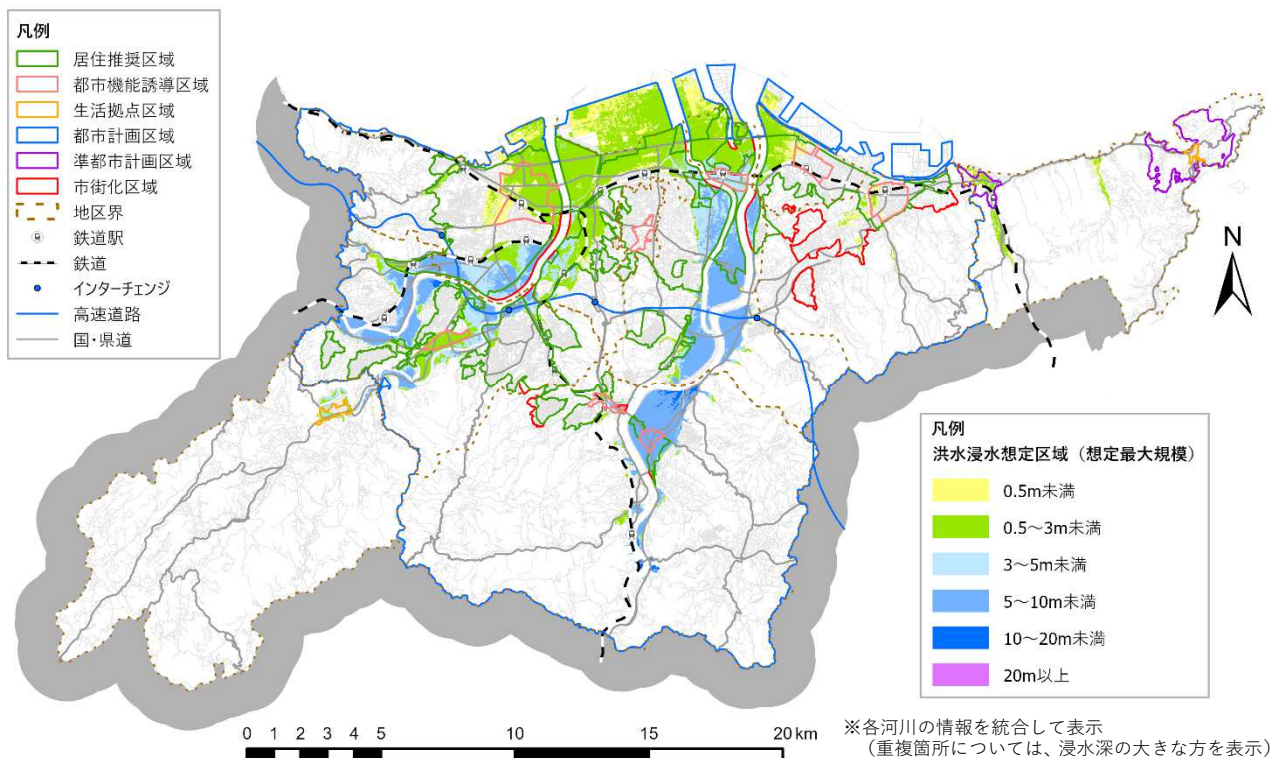 凡例
居住推奨区域
都市機能誘導区域
生活拠点区域
都市計画区域
準都市計画区域
市街化区域
地区界
鉄道駅
鉄道
インターチェンジ
高速道路
国・県道
N
凡例
洪水浸水想定区域（想定最大規模）
0.5m未満
0.5～3m未満
3～5m未満
5～10m未満
10～20m未満
20m以上
0 1 2 3 4 5 10 15 20 km
※各河川の情報を統合して表示
（重複箇所については、浸水深の大きな方を表示）